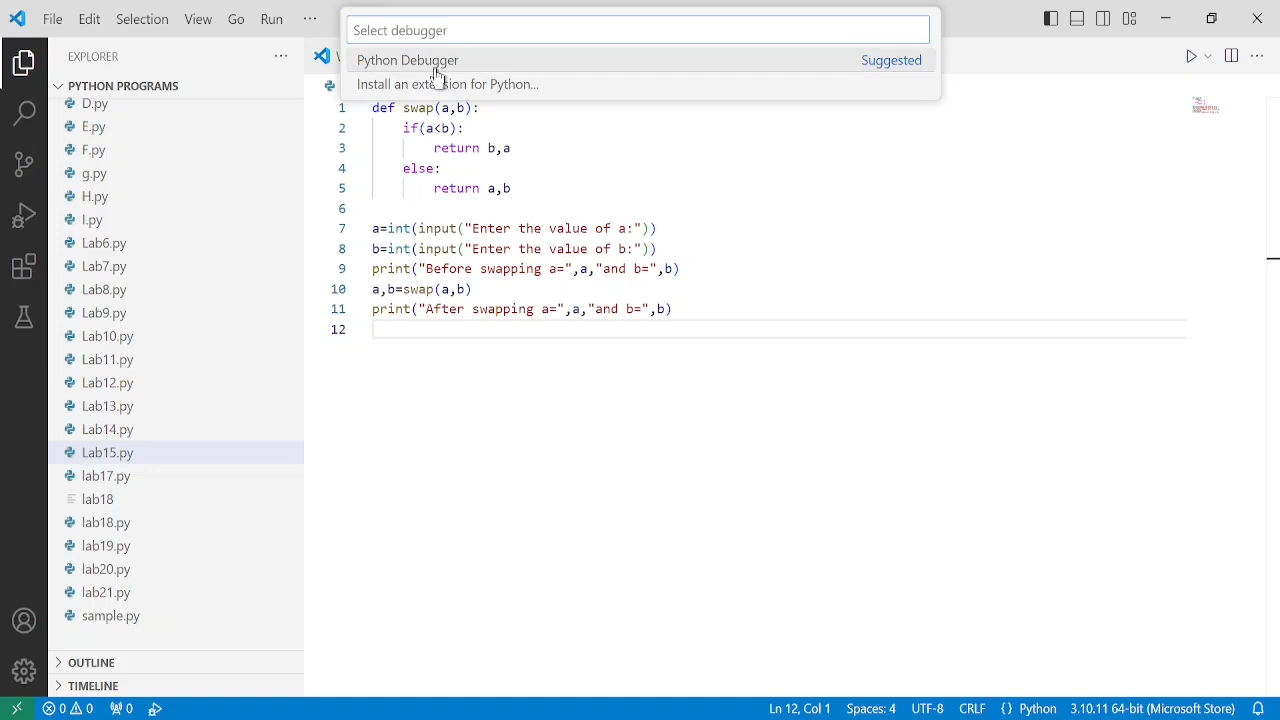 File Edit Selection View Go Run ···
Select debugger
Python Debugger Suggested
Install an extension for Python...
EXPLORER ···
PYTHON PROGRAMS
D.py
E.py
F.py
g.py
H.py
I.py
Lab6.py
Lab7.py
Lab8.py
Lab9.py
Lab10.py
Lab11.py
Lab12.py
Lab13.py
Lab14.py
Lab15.py
lab17.py
lab18
lab18.py
lab19.py
lab20.py
lab21.py
sample.py
OUTLINE
TIMELINE
1 def swap(a,b):
2 if(a<b):
3 return b,a
4 else:
5 return a,b
6
7 a=int(input("Enter the value of a:"))
8 b=int(input("Enter the value of b:"))
9 print("Before swapping a=",a,"and b=",b)
10 a,b=swap(a,b)
11 print("After swapping a=",a,"and b=",b)
12
0 0 0 Ln 12, Col 1 Spaces: 4 UTF-8 CRLF {} Python 3.10.11 64-bit (Microsoft Store)